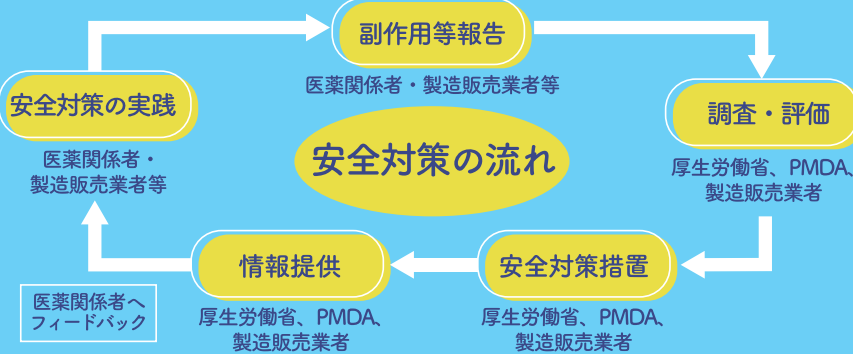 副作用等報告
医薬関係者・製造販売業者等
安全対策の実践
医薬関係者・
製造販売業者等
調査・評価
厚生労働省、PMDA、
製造販売業者
安全対策の流れ
情報提供
厚生労働省、PMDA、
製造販売業者
安全対策措置
厚生労働省、PMDA、
製造販売業者
医薬関係者へ
フィードバック